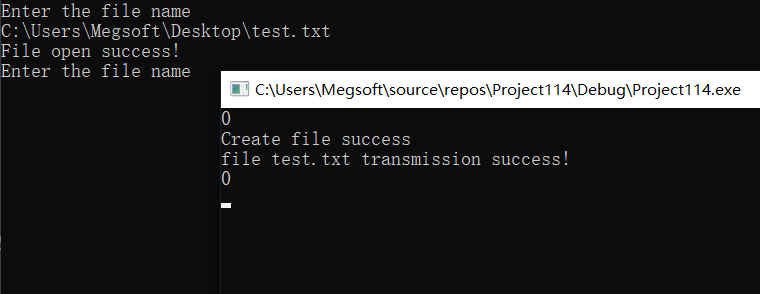 Enter the file name
C:\Users\Megsoft\Desktop\test.txt
File open success!
Enter the file name
C:\Users\Megsoft\source\repos\Project114\Debug\Project114.exe
0
Create file success
file test.txt transmission success!
0